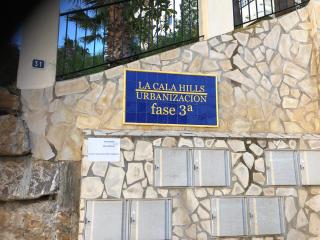 31
LA CALA HILLS
URBANIZACION
fase 3ª